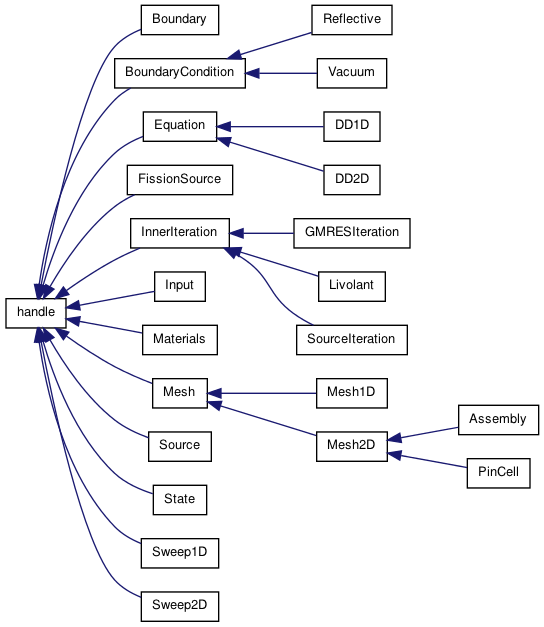 Boundary
Reflective
BoundaryCondition
Vacuum
Equation
DD1D
DD2D
FissionSource
InnerIteration
GMRESIteration
Input
Livolant
handle
Materials
SourceIteration
Mesh
Mesh1D
Assembly
Source
Mesh2D
PinCell
State
Sweep1D
Sweep2D